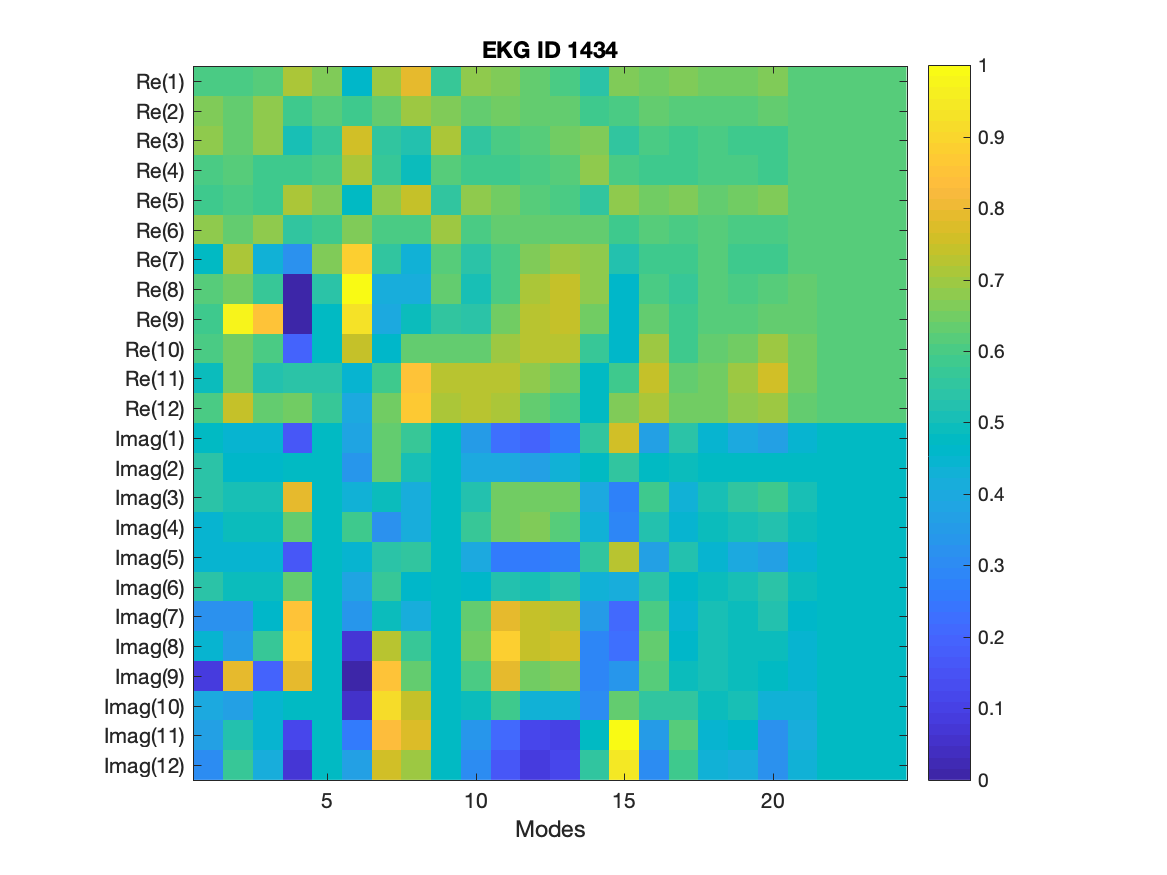 EKG ID 1434
Re(1)
Re(2)
Re(3)
Re(4)
Re(5)
Re(6)
Re(7)
Re(8)
Re(9)
Re(10)
Re(11)
Re(12)
Imag(1)
Imag(2)
Imag(3)
Imag(4)
Imag(5)
Imag(6)
Imag(7)
Imag(8)
Imag(9)
Imag(10)
Imag(11)
Imag(12)
5 10 15 20
Modes
1
0.9
0.8
0.7
0.6
0.5
0.4
0.3
0.2
0.1
0